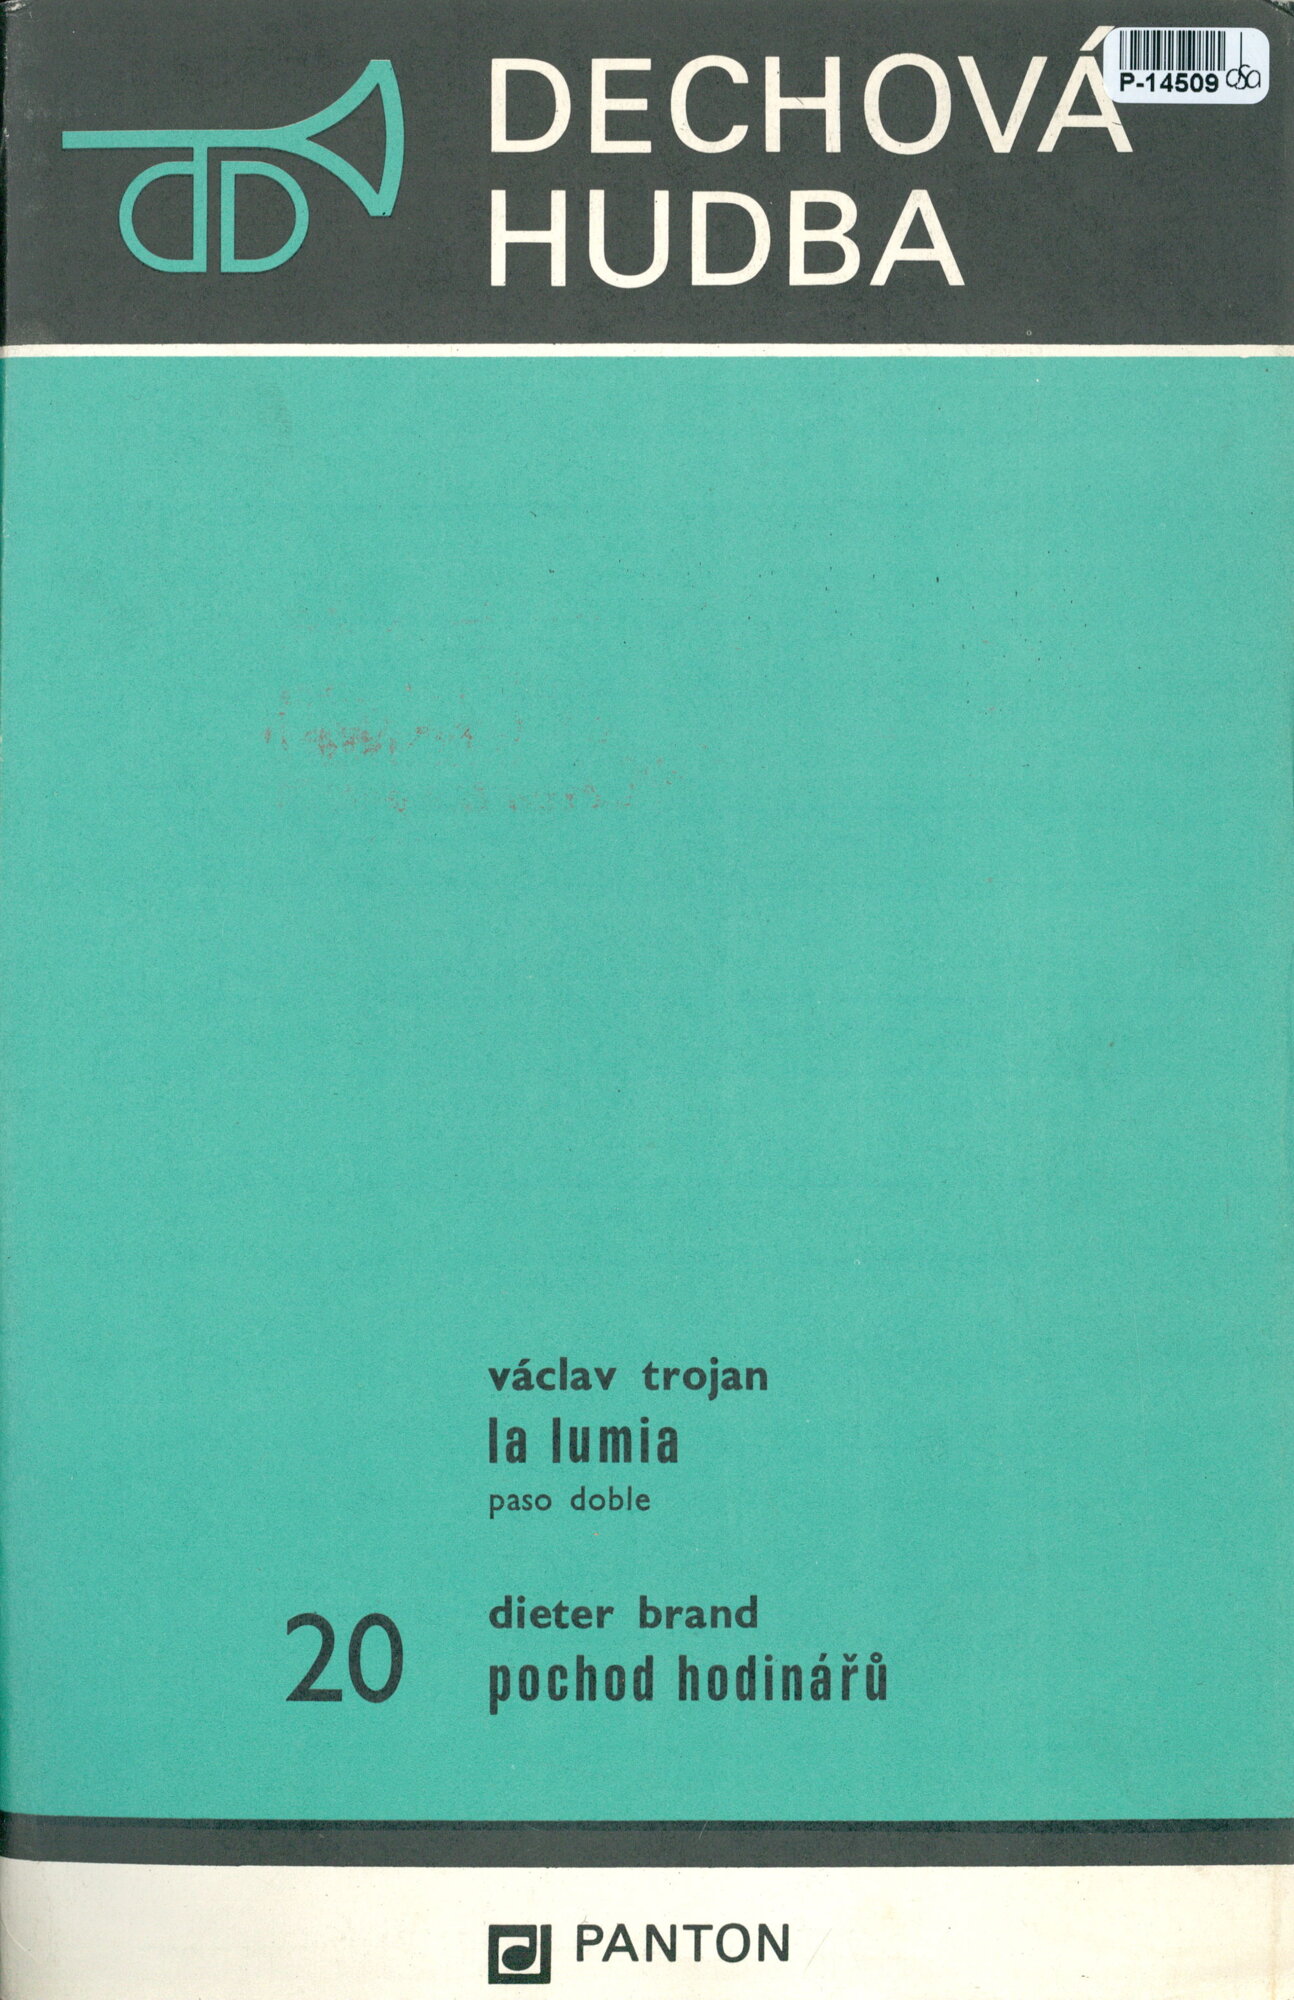 DECHOVÁ
HUDBA
P-14509
václav trojan
la lumia
paso doble
20
dieter brand
pochod hodinářů
PANTON